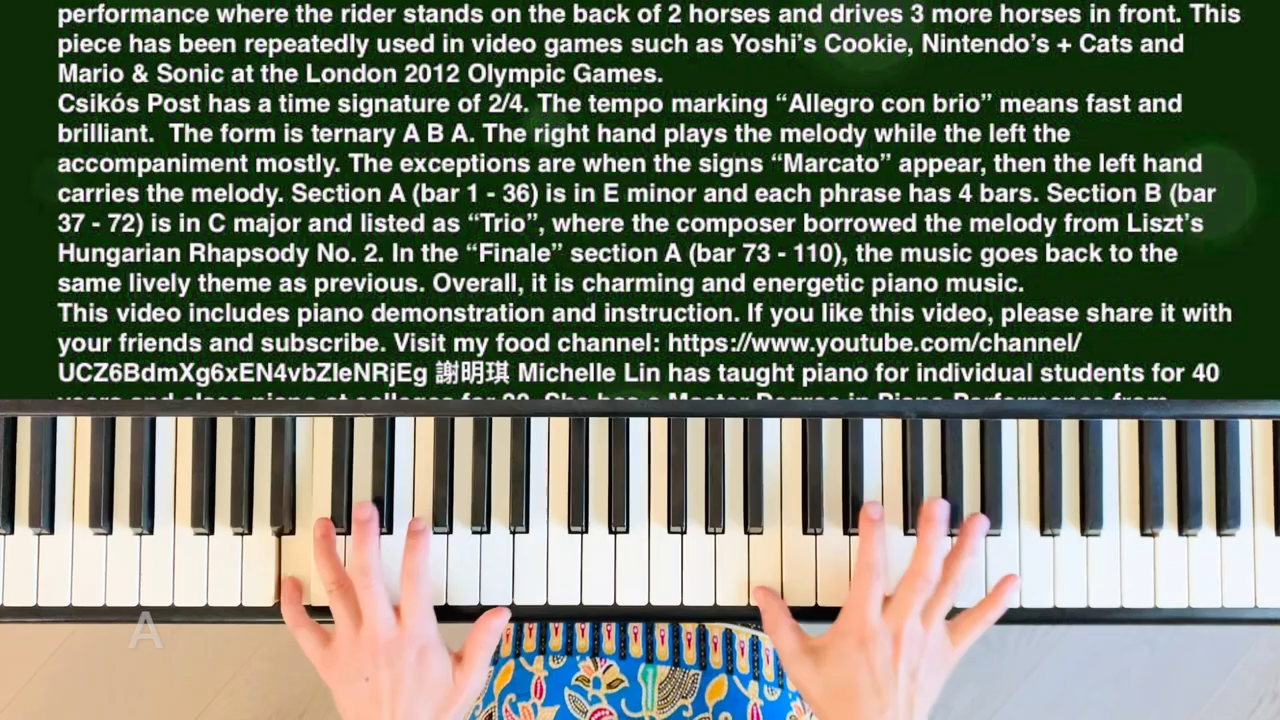 performance where the rider stands on the back of 2 horses and drives 3 more horses in front. This
piece has been repeatedly used in video games such as Yoshi’s Cookie, Nintendo’s + Cats and
Mario & Sonic at the London 2012 Olympic Games.
Csikós Post has a time signature of 2/4. The tempo marking “Allegro con brio” means fast and
brilliant.  The form is ternary A B A. The right hand plays the melody while the left the
accompaniment mostly. The exceptions are when the signs “Marcato” appear, then the left hand
carries the melody. Section A (bar 1 - 36) is in E minor and each phrase has 4 bars. Section B (bar
37 - 72) is in C major and listed as “Trio”, where the composer borrowed the melody from Liszt’s
Hungarian Rhapsody No. 2. In the “Finale” section A (bar 73 - 110), the music goes back to the
same lively theme as previous. Overall, it is charming and energetic piano music.
This video includes piano demonstration and instruction. If you like this video, please share it with
your friends and subscribe. Visit my food channel: https://www.youtube.com/channel/
UCZ6BdmXg6xEN4vbZIeNRjEg 謝明琪 Michelle Lin has taught piano for individual students for 40
A